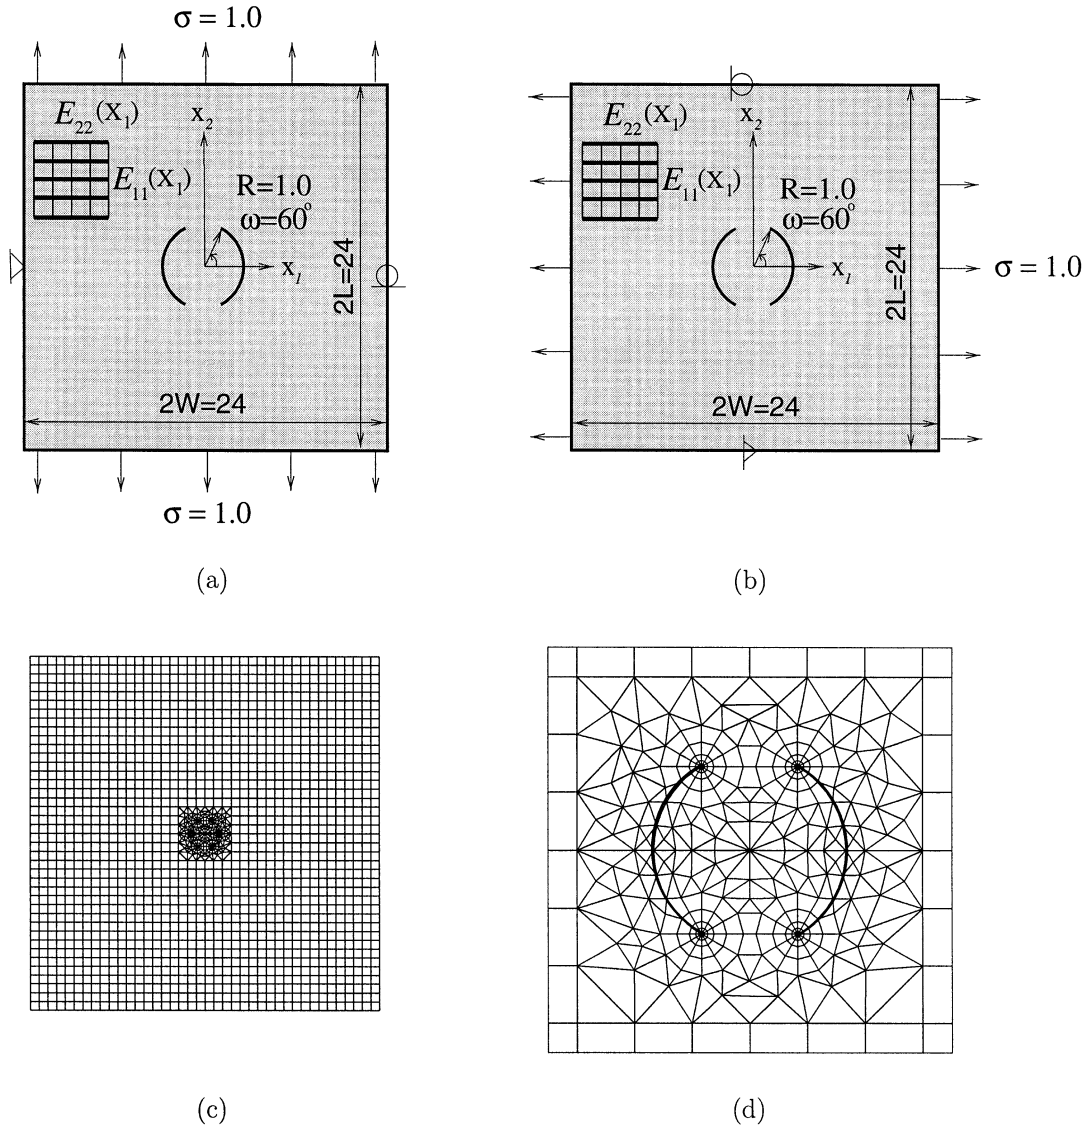 σ = 1.0
E22(X1)
x2
E11(X1)
R=1.0
ω=60°
x1
2L=24
2W=24
σ = 1.0
(a)
E22(X1)
x2
E11(X1)
R=1.0
ω=60°
x1
2L=24
σ = 1.0
2W=24
(b)
(c)
(d)